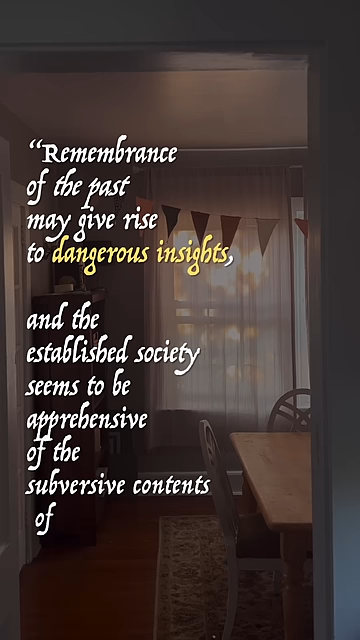 “Remembrance
of the past
may give rise
to dangerous insights,
and the
established society
seems to be
apprehensive
of the
subversive contents
of